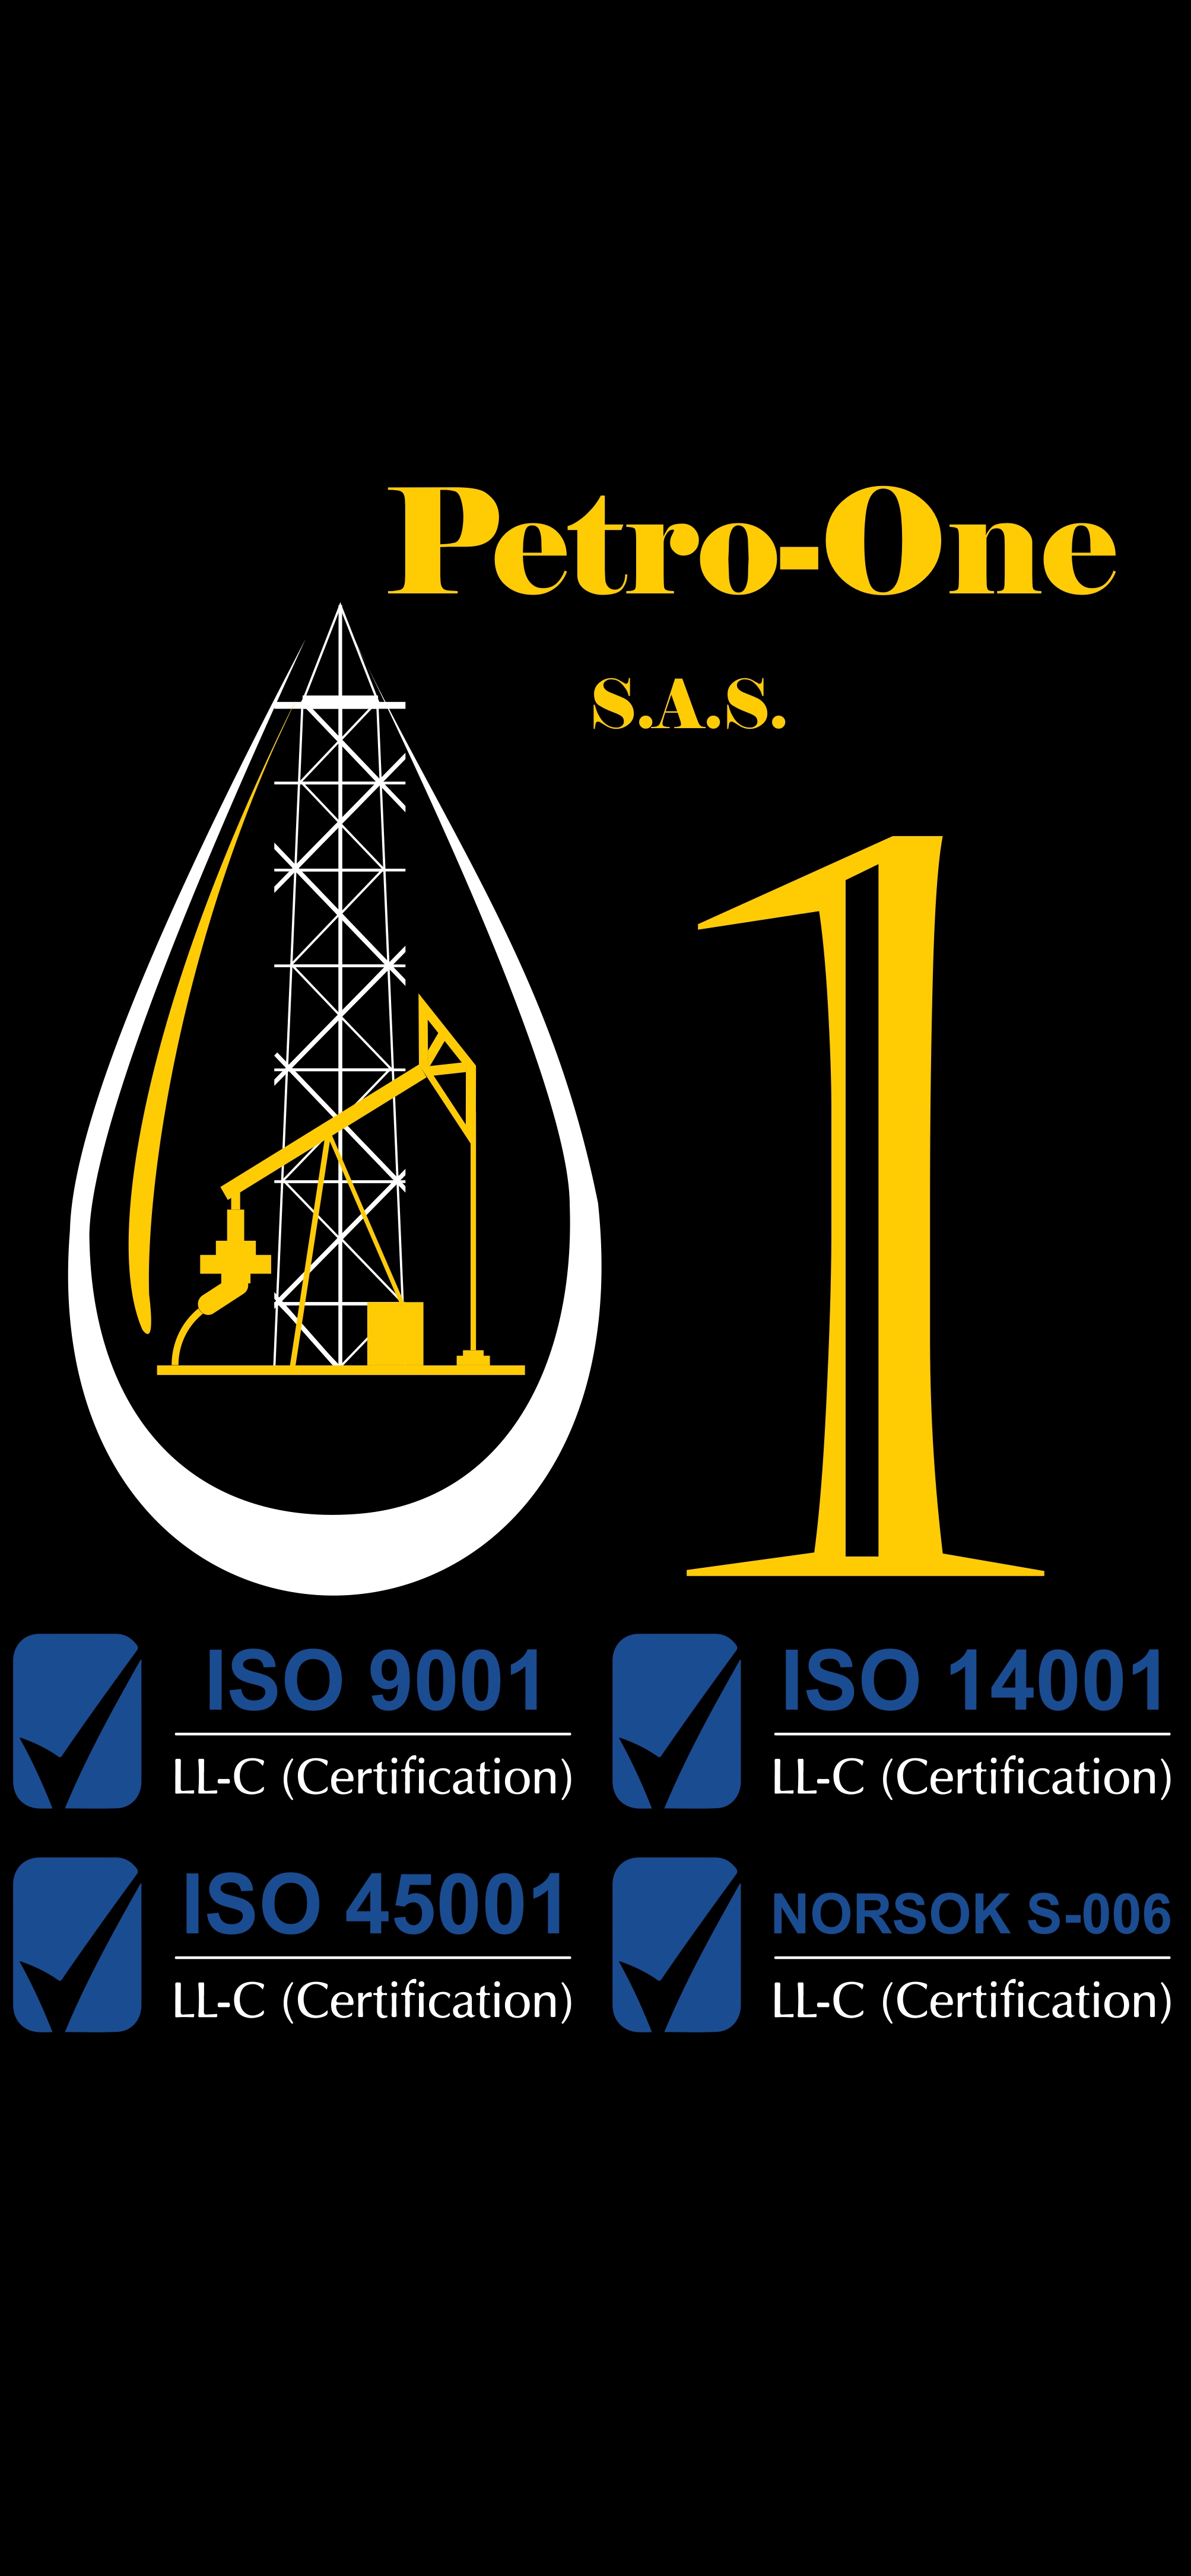 Petro-One
S.A.S.
1
ISO 9001
LL-C (Certification)
ISO 14001
LL-C (Certification)
ISO 45001
LL-C (Certification)
NORSOK S-006
LL-C (Certification)